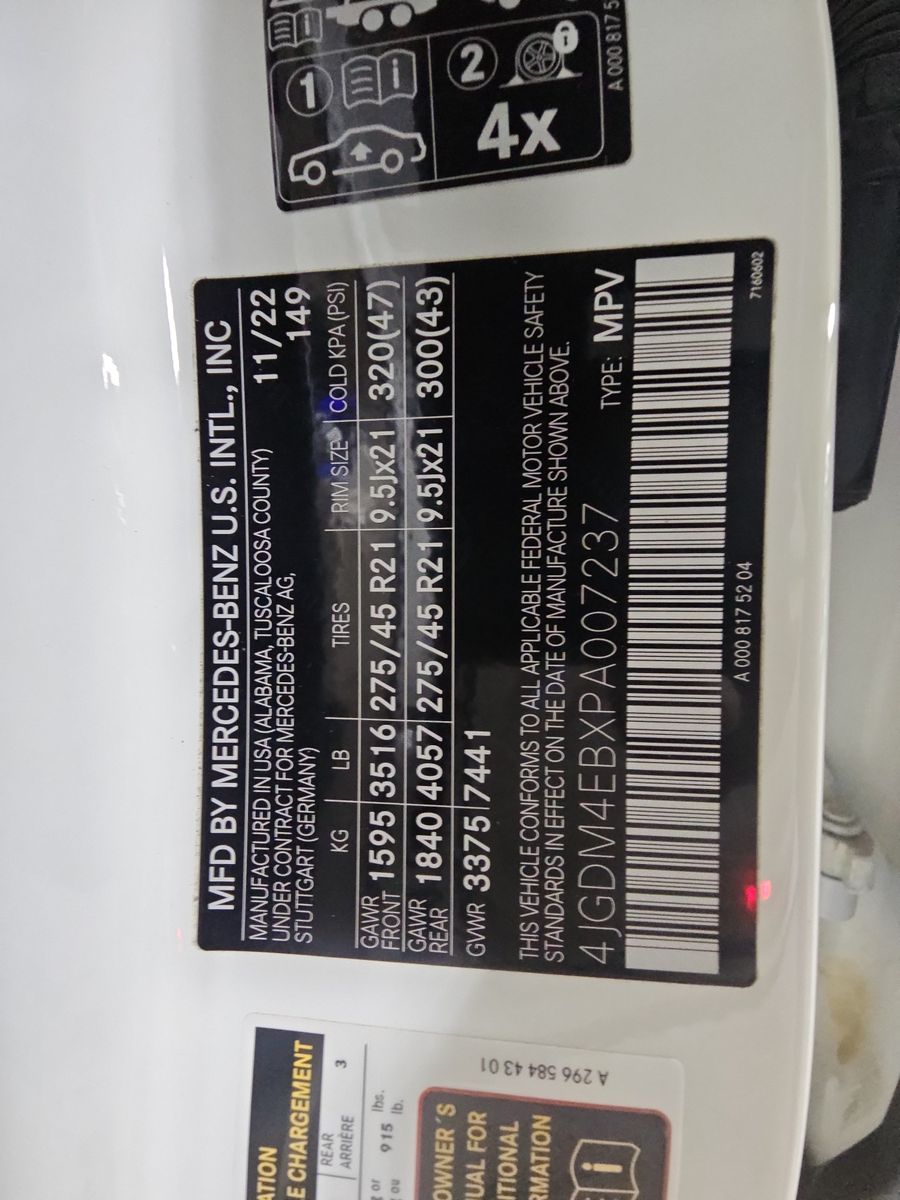 MFD BY MERCEDES-BENZ U.S. INTL., INC
MANUFACTURED IN USA (ALABAMA, TUSCALOOSA COUNTY) 11/22
UNDER CONTRACT FOR MERCEDES-BENZ AG, 149
STUTTGART (GERMANY)
KG LB TIRES RIM SIZE COLD KPA (PSI)
GAWR FRONT 1595 3516 275/45 R21 9.5Jx21 320(47)
GAWR REAR 1840 4057 275/45 R21 9.5Jx21 300(43)
GVWR 3375 7441
THIS VEHICLE CONFORMS TO ALL APPLICABLE FEDERAL MOTOR VEHICLE SAFETY
STANDARDS IN EFFECT ON THE DATE OF MANUFACTURE SHOWN ABOVE.
4JGDM4EBXPA007237 TYPE: MPV
A 000 817 52 04 7160602
1
2
4x
A 000 817 5
ATION
E CHARGEMENT
REAR 3
ARRIÈRE
or lbs.
ou 915 lb.
A 296 584 43 01
OWNER'S
UAL FOR
ITIONAL
RMATION